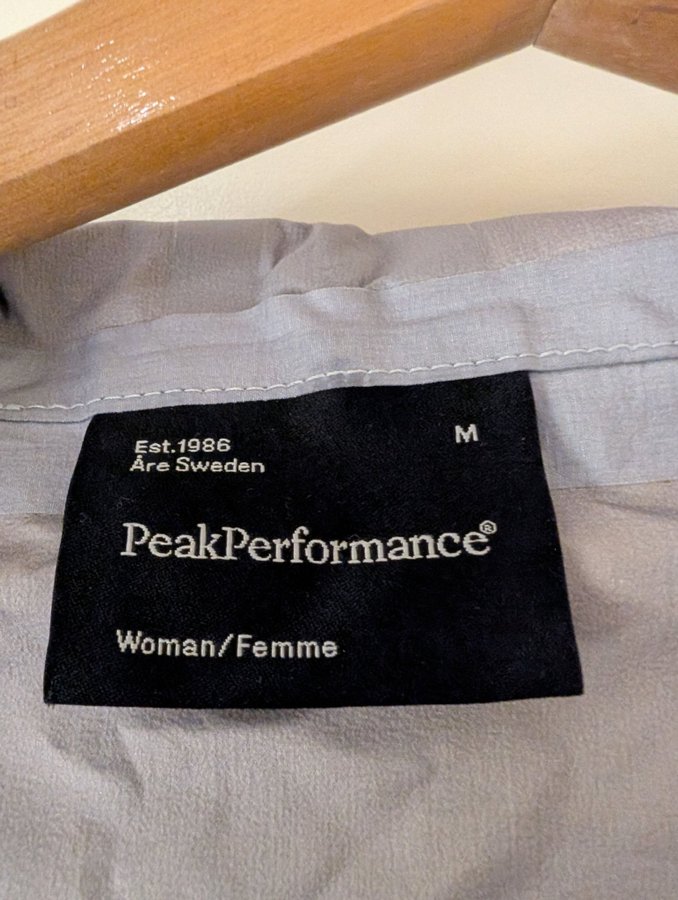 Est.1986
M
Åre Sweden
PeakPerformance®
Woman/Femme